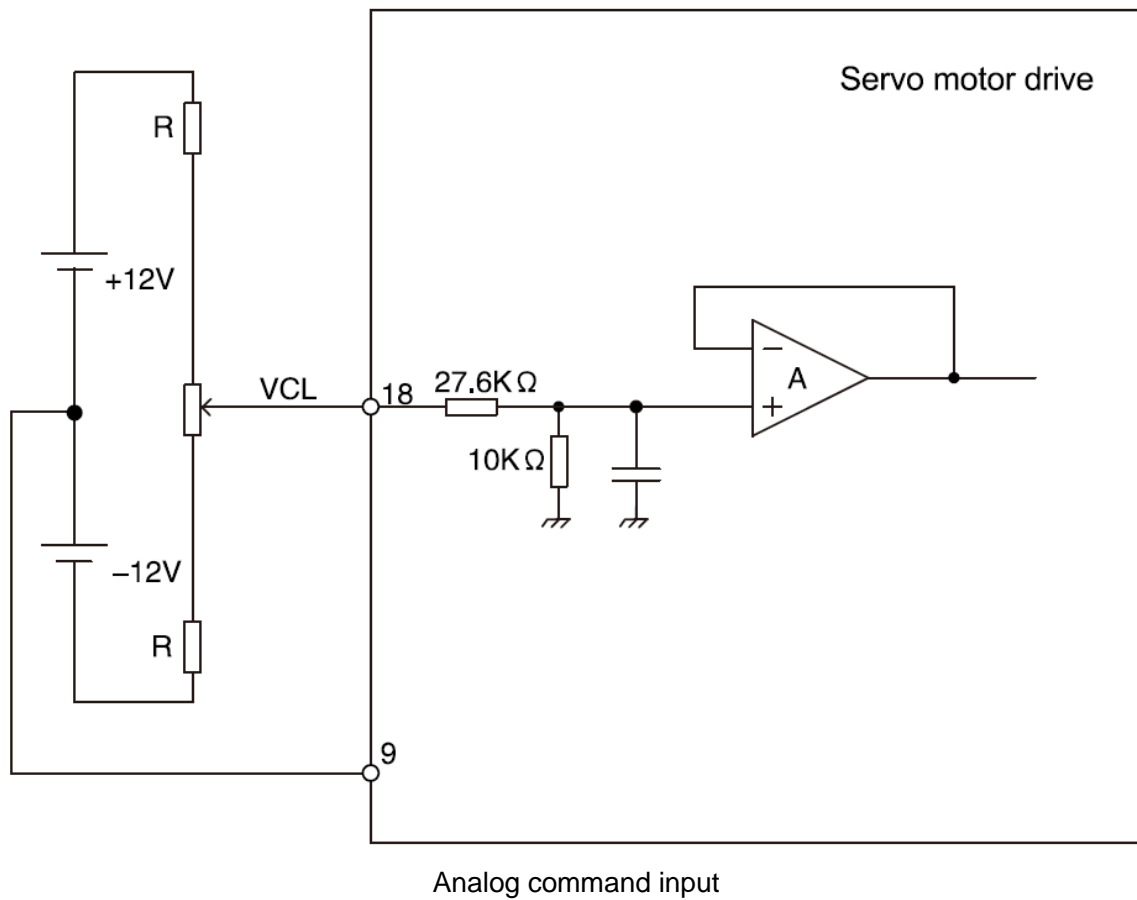 Servo motor drive
R
+12V
A
VCL
18
27.6KΩ
10KΩ
−12V
R
9
Analog command input